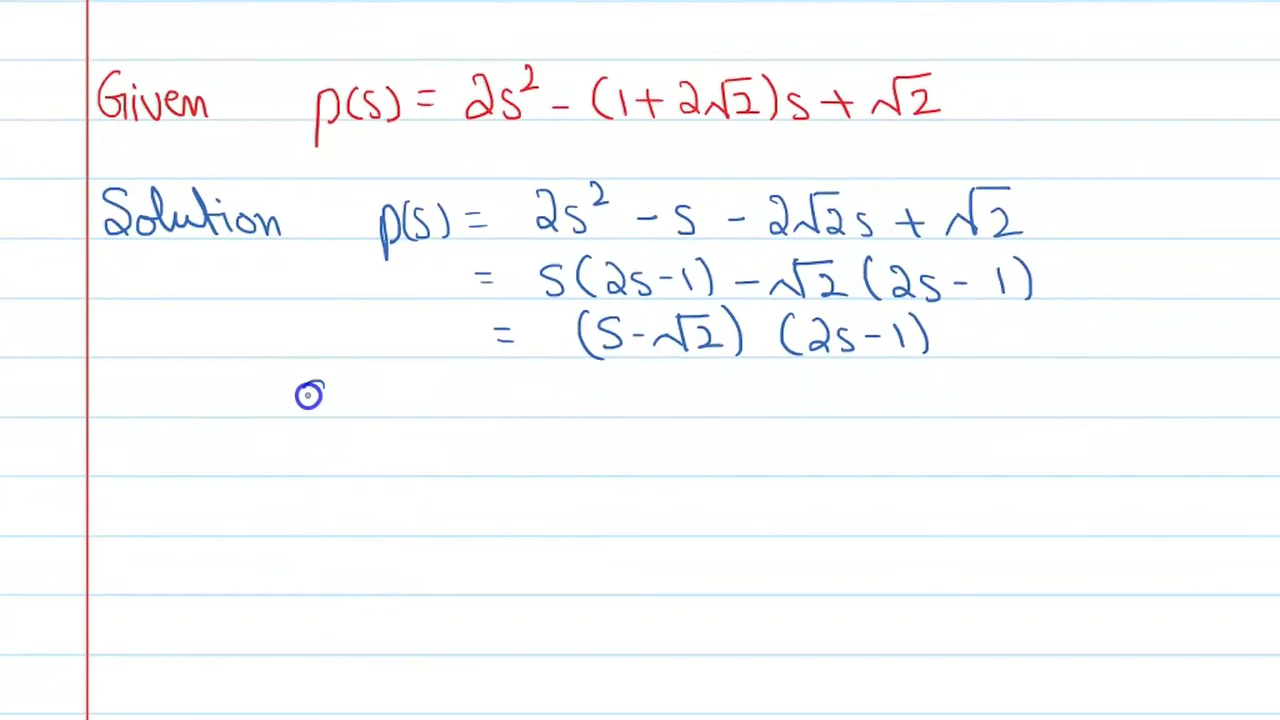 Given p(s) = 2s² - (1+2√2)s + √2
Solution p(s) = 2s² - s - 2√2s + √2
= s(2s-1) - √2(2s-1)
= (s-√2) (2s-1)